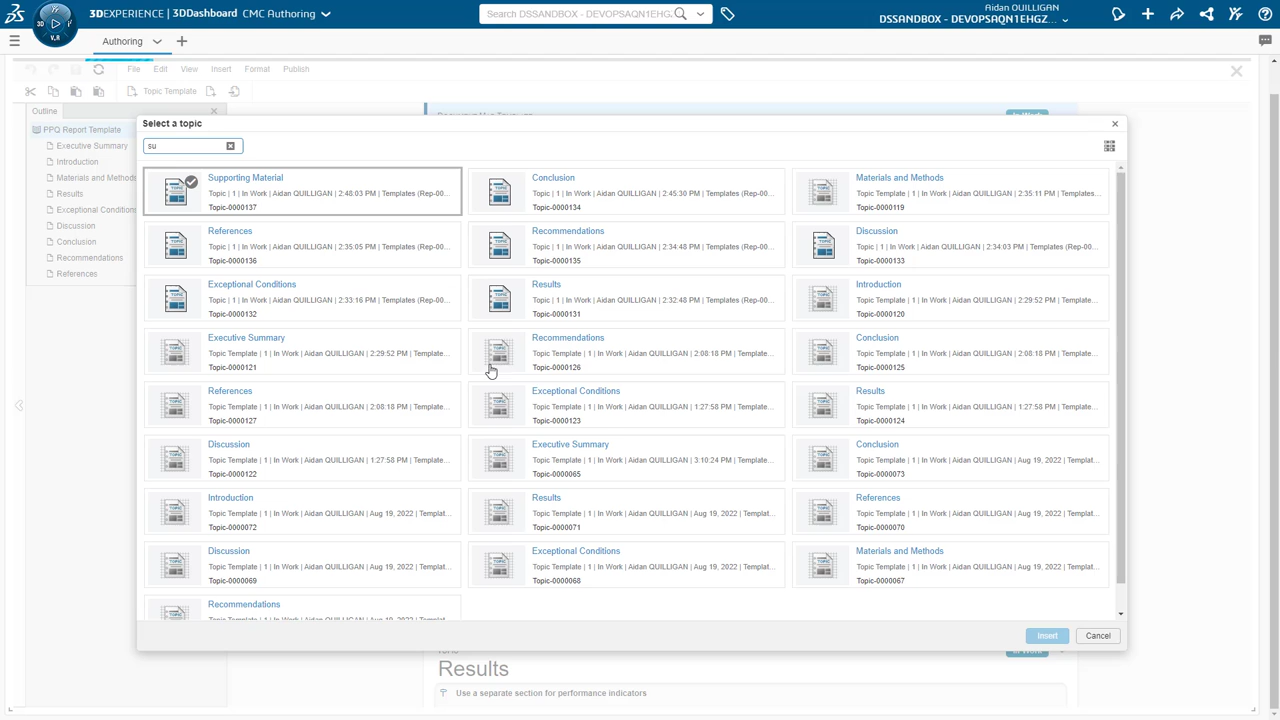 3DEXPERIENCE | 3DDashboard CMC Authoring
Search DSSANDBOX - DEVOPSAQN1EHGZ...
Aidan QUILLIGAN
DSSANDBOX - DEVOPSAQN1EHGZ...
3D
V.R
Authoring
File Edit View Insert Format Publish
Topic Template
Outline
PPQ Report Template
Executive Summary
Introduction
Materials and Methods
Results
Exceptional Conditions
Discussion
Conclusion
Recommendations
References
Select a topic
su
Supporting Material
Topic | 1 | In Work | Aidan QUILLIGAN | 2:48:03 PM | Templates (Rep-00...
Topic-0000137
Conclusion
Topic | 1 | In Work | Aidan QUILLIGAN | 2:45:30 PM | Templates (Rep-00...
Topic-0000134
Materials and Methods
Topic Template | 1 | In Work | Aidan QUILLIGAN | 2:35:11 PM | Templates...
Topic-0000119
References
Topic | 1 | In Work | Aidan QUILLIGAN | 2:35:05 PM | Templates (Rep-00...
Topic-0000136
Recommendations
Topic | 1 | In Work | Aidan QUILLIGAN | 2:34:48 PM | Templates (Rep-00...
Topic-0000135
Discussion
Topic | 1 | In Work | Aidan QUILLIGAN | 2:34:03 PM | Templates (Rep-00...
Topic-0000133
Exceptional Conditions
Topic | 1 | In Work | Aidan QUILLIGAN | 2:33:16 PM | Templates (Rep-00...
Topic-0000132
Results
Topic | 1 | In Work | Aidan QUILLIGAN | 2:32:48 PM | Templates (Rep-00...
Topic-0000131
Introduction
Topic Template | 1 | In Work | Aidan QUILLIGAN | 2:29:52 PM | Template...
Topic-0000120
Executive Summary
Topic Template | 1 | In Work | Aidan QUILLIGAN | 2:29:52 PM | Template...
Topic-0000121
Recommendations
Topic Template | 1 | In Work | Aidan QUILLIGAN | 2:08:18 PM | Template...
Topic-0000126
Conclusion
Topic Template | 1 | In Work | Aidan QUILLIGAN | 2:08:18 PM | Template...
Topic-0000125
References
Topic Template | 1 | In Work | Aidan QUILLIGAN | 2:08:18 PM | Template...
Topic-0000127
Exceptional Conditions
Topic Template | 1 | In Work | Aidan QUILLIGAN | 1:27:58 PM | Template...
Topic-0000123
Results
Topic Template | 1 | In Work | Aidan QUILLIGAN | 1:27:58 PM | Template...
Topic-0000124
Discussion
Topic Template | 1 | In Work | Aidan QUILLIGAN | 1:27:58 PM | Template...
Topic-0000122
Executive Summary
Topic Template | 1 | In Work | Aidan QUILLIGAN | 3:10:24 PM | Template...
Topic-0000065
Conclusion
Topic Template | 1 | In Work | Aidan QUILLIGAN | Aug 19, 2022 | Templat...
Topic-0000073
Introduction
Topic Template | 1 | In Work | Aidan QUILLIGAN | Aug 19, 2022 | Templat...
Topic-0000072
Results
Topic Template | 1 | In Work | Aidan QUILLIGAN | Aug 19, 2022 | Templat...
Topic-0000071
References
Topic Template | 1 | In Work | Aidan QUILLIGAN | Aug 19, 2022 | Templat...
Topic-0000070
Discussion
Topic Template | 1 | In Work | Aidan QUILLIGAN | Aug 19, 2022 | Templat...
Topic-0000069
Exceptional Conditions
Topic Template | 1 | In Work | Aidan QUILLIGAN | Aug 19, 2022 | Templat...
Topic-0000068
Materials and Methods
Topic Template | 1 | In Work | Aidan QUILLIGAN | Aug 19, 2022 | Templat...
Topic-0000067
Recommendations
Topic Template | 1 | In Work | Aidan QUILLIGAN | Aug 19, 2022 | Templat...
Insert
Cancel
Results
Use a separate section for performance indicators